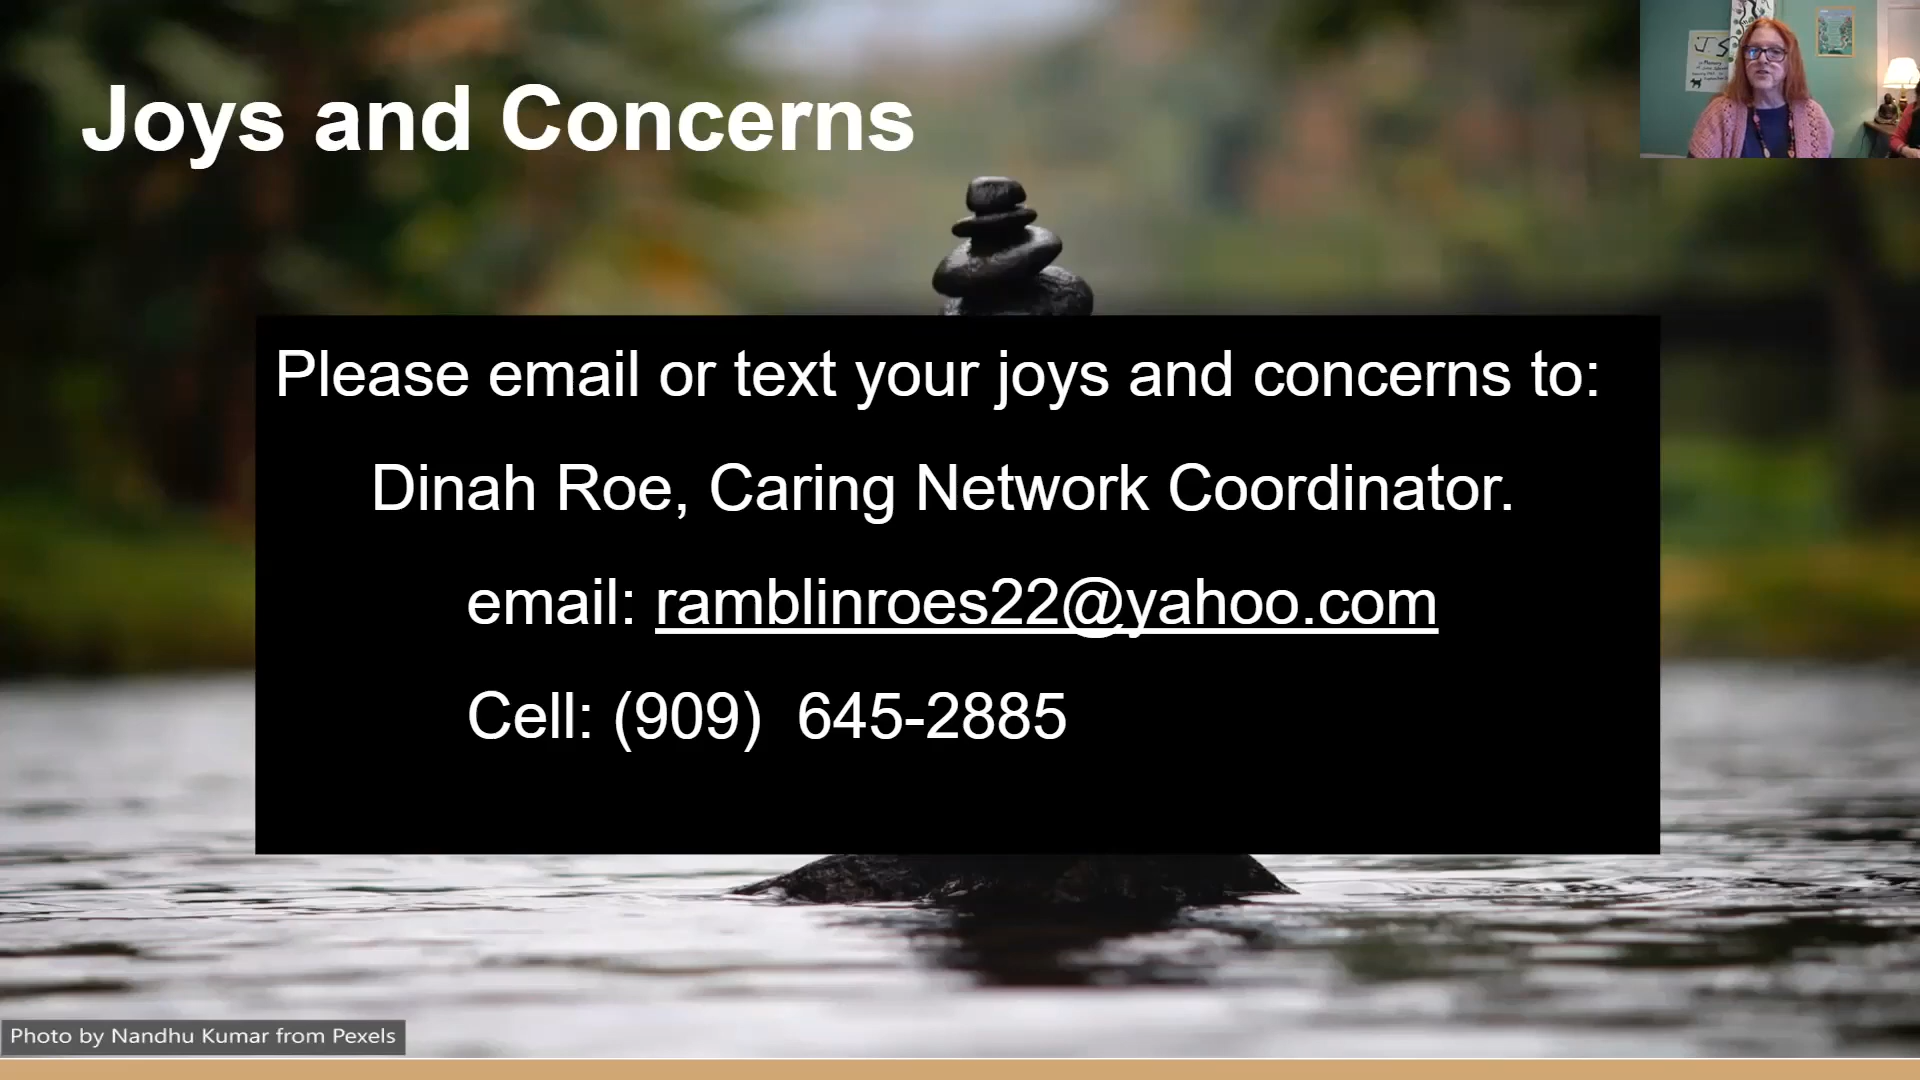 Joys and Concerns
Please email or text your joys and concerns to:
Dinah Roe, Caring Network Coordinator.
email: ramblinroes22@yahoo.com
Cell: (909)  645-2885
Photo by Nandhu Kumar from Pexels